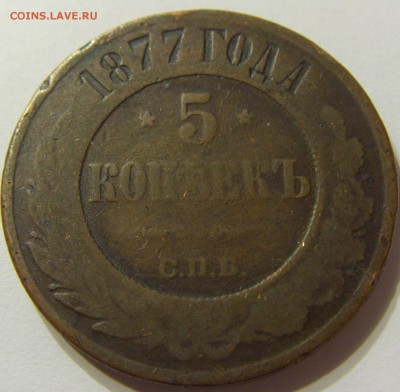 COINS.LAVE.RU
1877 ГОДА
5
КОПѢЕКЪ
С.П.Б.